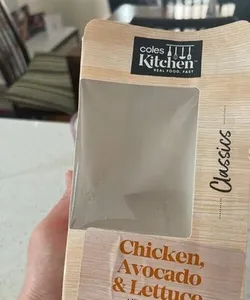 coles
Kitchen
REAL FOOD, FAST
Classics
Chicken,
Avocado
& Lettuce